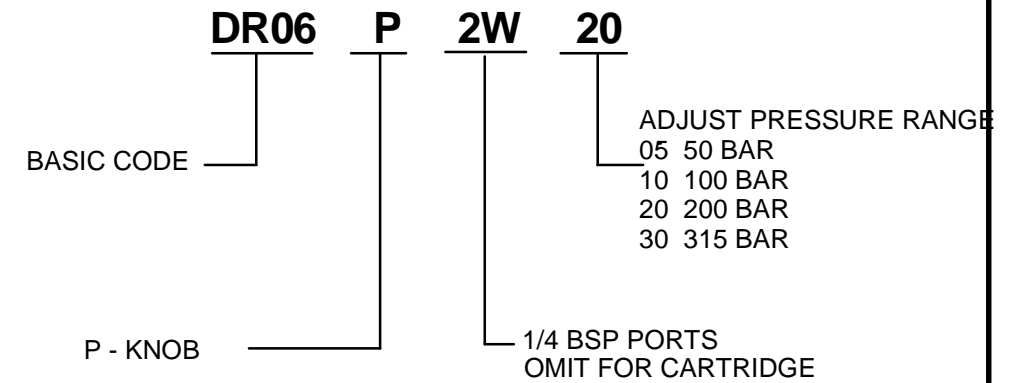 DR06 P 2W 20
ADJUST PRESSURE RANGE
05 50 BAR
10 100 BAR
20 200 BAR
30 315 BAR
BASIC CODE
P - KNOB
1/4 BSP PORTS
OMIT FOR CARTRIDGE